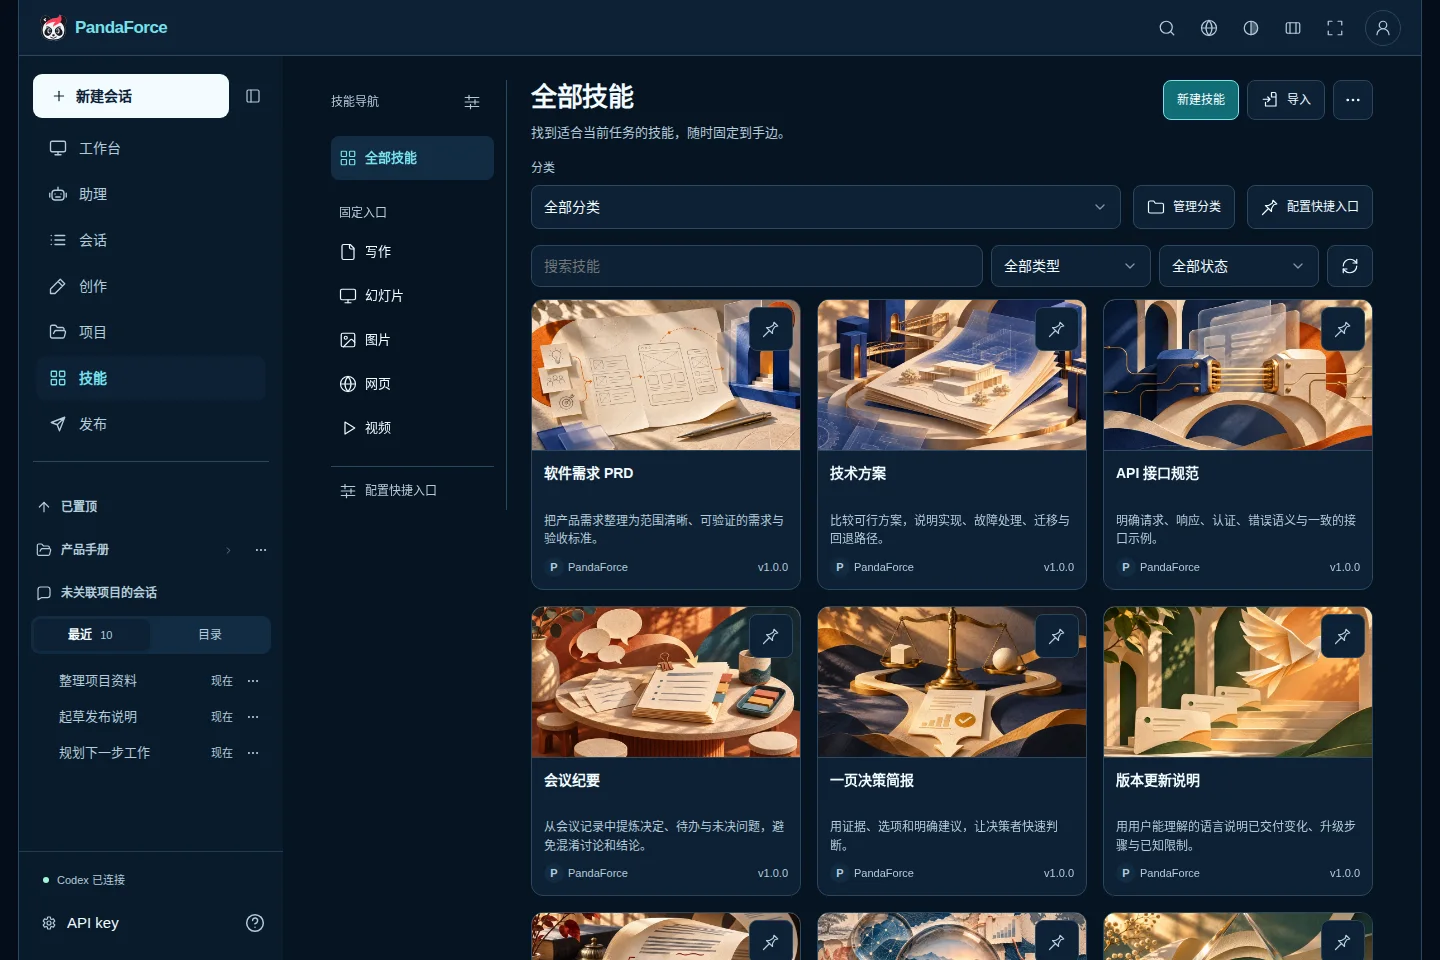 PandaForce
新建会话
工作台
助理
会话
创作
项目
技能
发布
已置顶
产品手册
未关联项目的会话
最近 10
目录
整理项目资料 现在
起草发布说明 现在
规划下一步工作 现在
Codex 已连接
API key
技能导航
全部技能
固定入口
写作
幻灯片
图片
网页
视频
配置快捷入口
全部技能
找到适合当前任务的技能，随时固定到手边。
新建技能
导入
分类
全部分类
管理分类
配置快捷入口
搜索技能
全部类型
全部状态
软件需求 PRD
把产品需求整理为范围清晰、可验证的需求与
验收标准。
P PandaForce v1.0.0
技术方案
比较可行方案，说明实现、故障处理、迁移与
回退路径。
P PandaForce v1.0.0
API 接口规范
明确请求、响应、认证、错误语义与一致的接
口示例。
P PandaForce v1.0.0
会议纪要
从会议记录中提炼决定、待办与未决问题，避
免混淆讨论和结论。
P PandaForce v1.0.0
一页决策简报
用证据、选项和明确建议，让决策者快速判
断。
P PandaForce v1.0.0
版本更新说明
用用户能理解的语言说明已交付变化、升级步
骤与已知限制。
P PandaForce v1.0.0